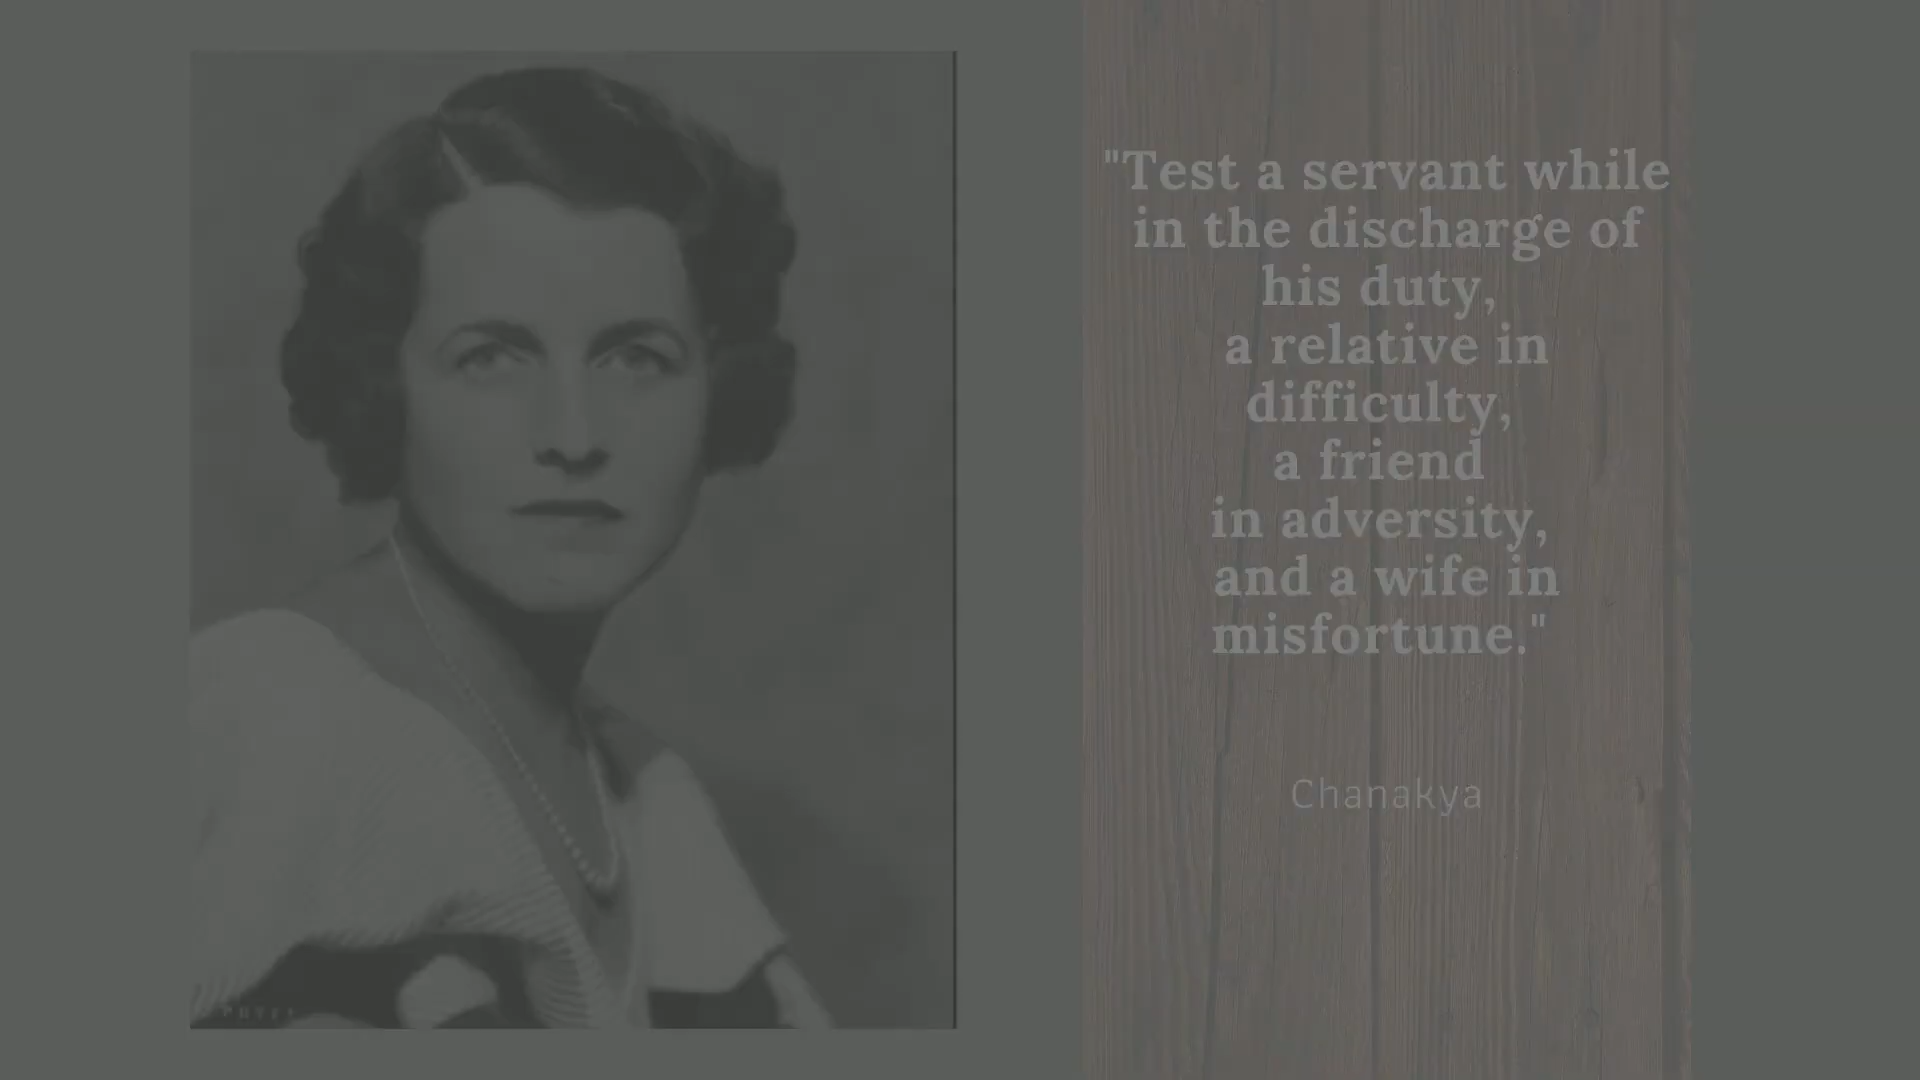 "Test a servant while
in the discharge of
his duty,
a relative in
difficulty,
a friend
in adversity,
and a wife in
misfortune."
Chanakya